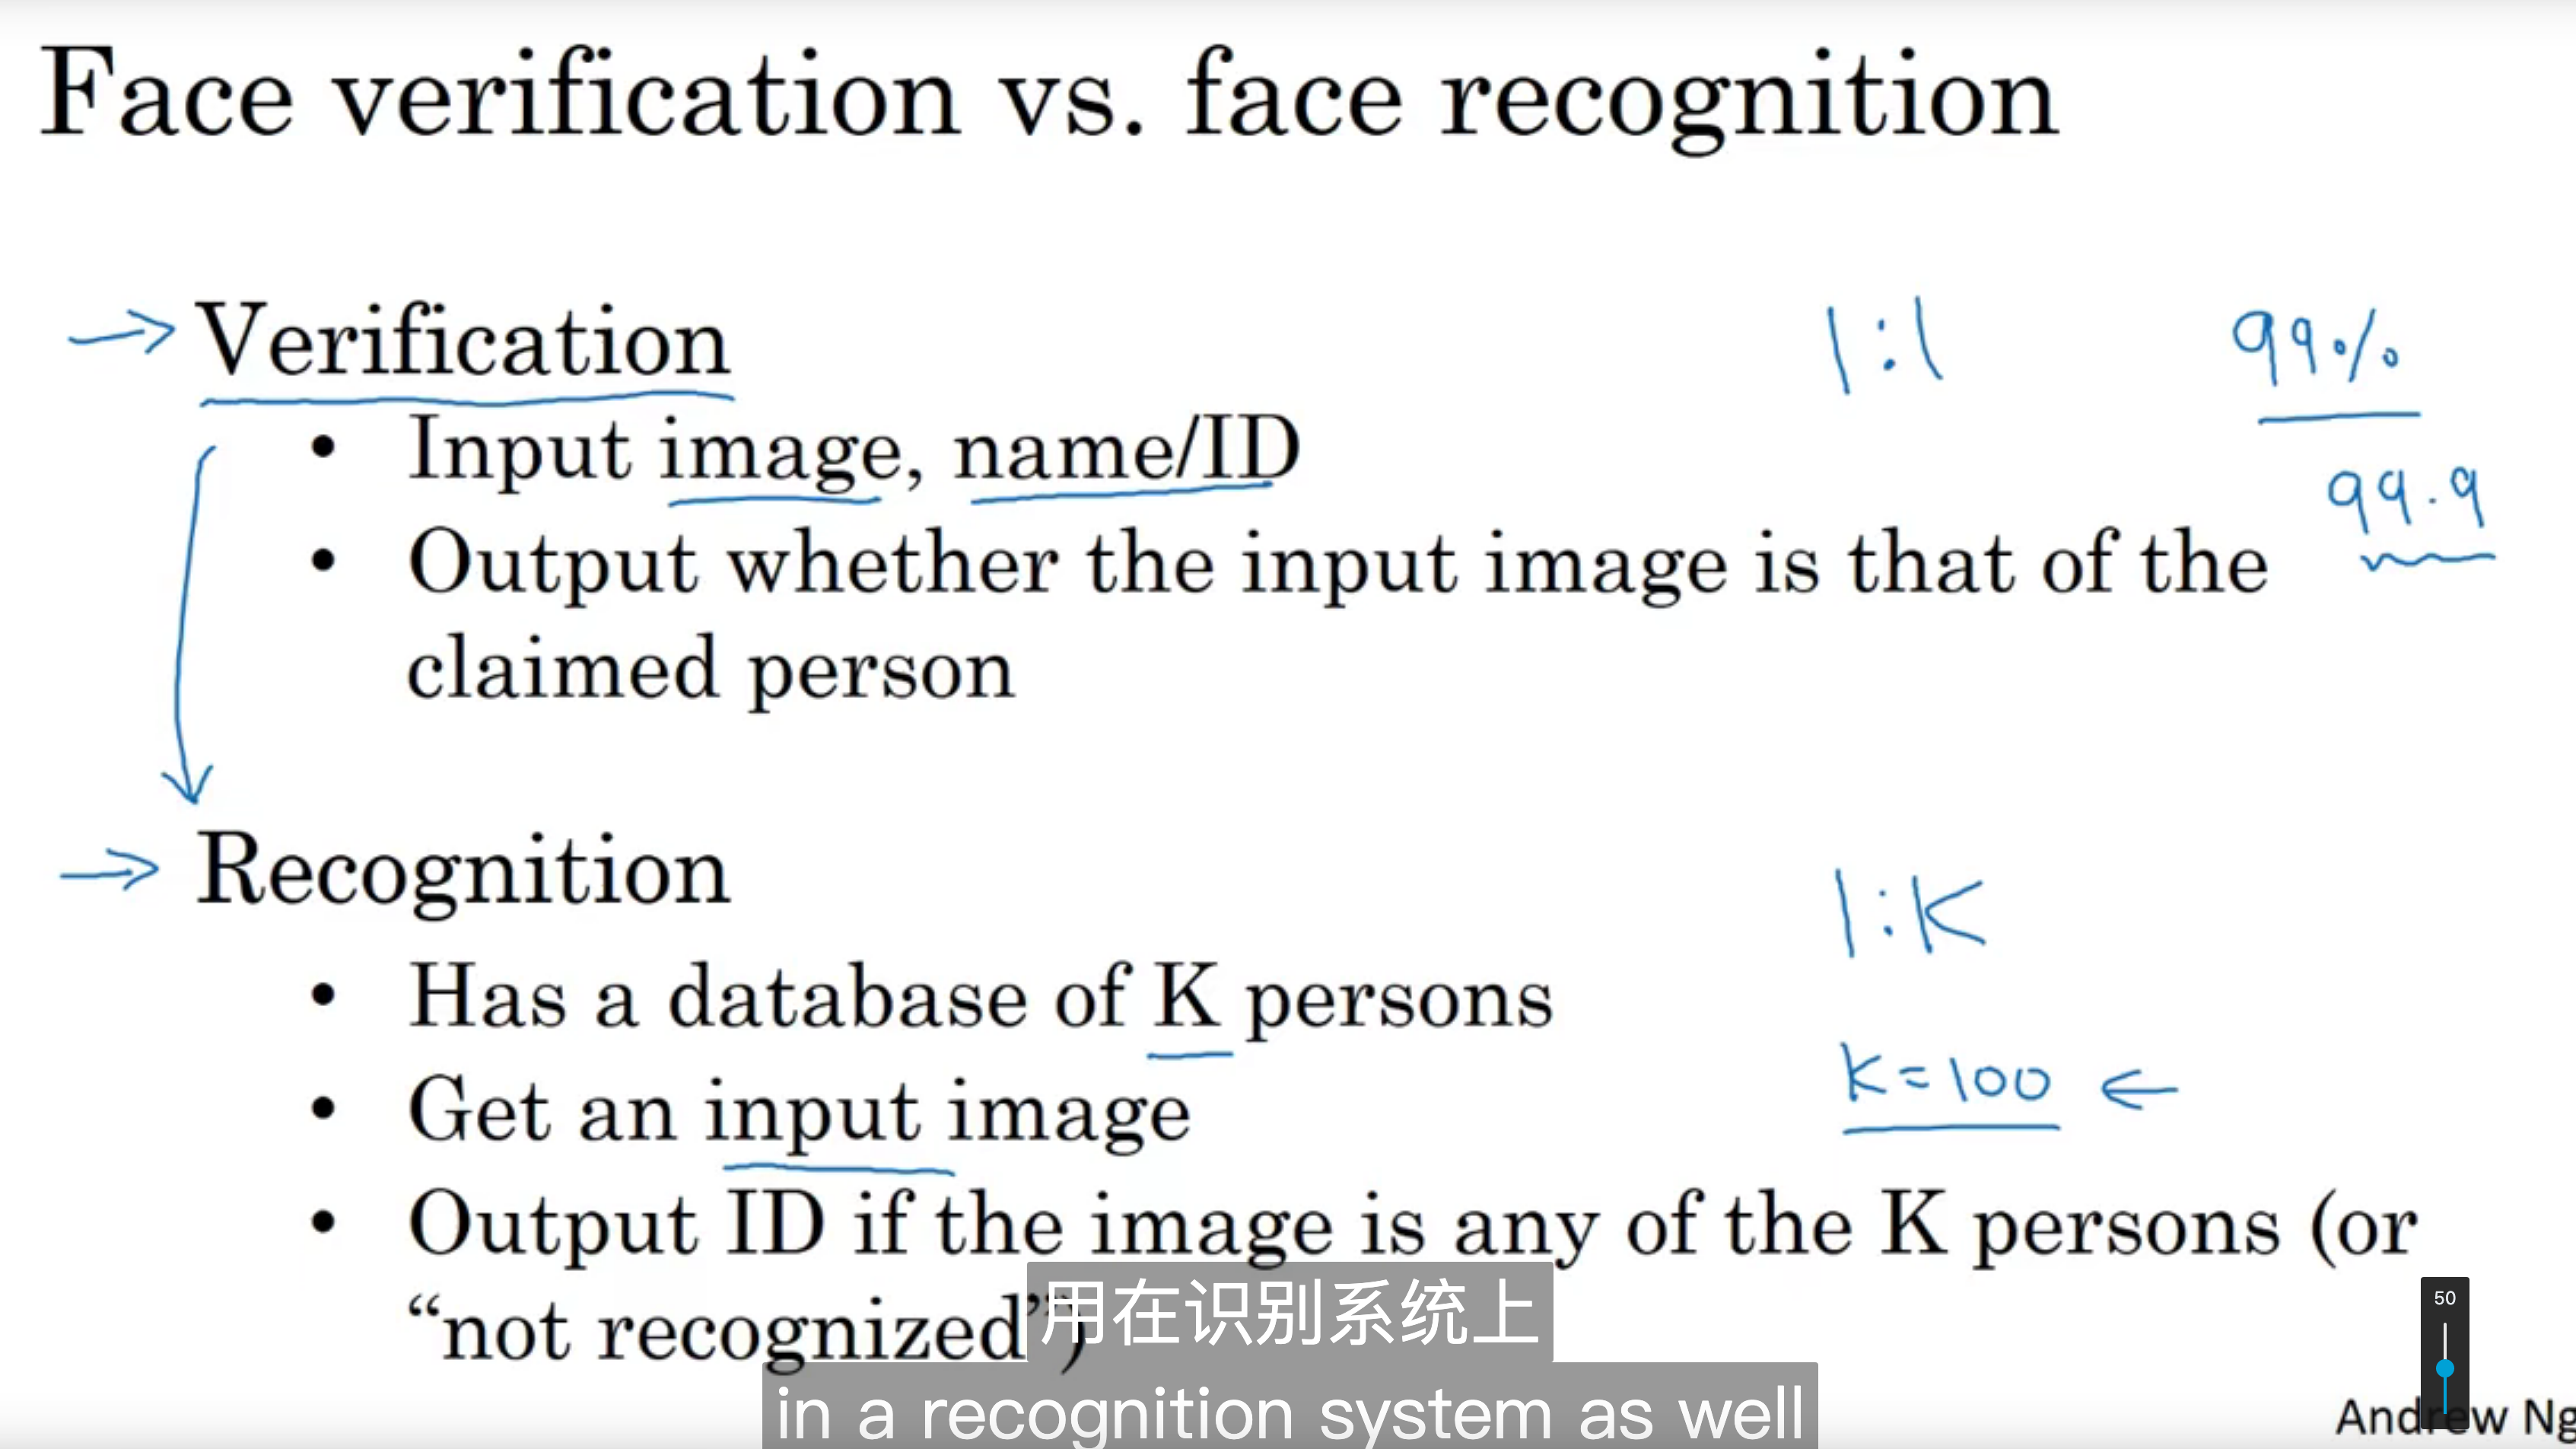 Face verification vs. face recognition
→ Verification
1:1
99%
• Input image, name/ID
99.9
• Output whether the input image is that of the
claimed person
→ Recognition
1:K
• Has a database of K persons
K=100 ←
• Get an input image
• Output ID if the image is any of the K persons (or
“not recognized”)
用在识别系统上
in a recognition system as well
50
Andrew Ng